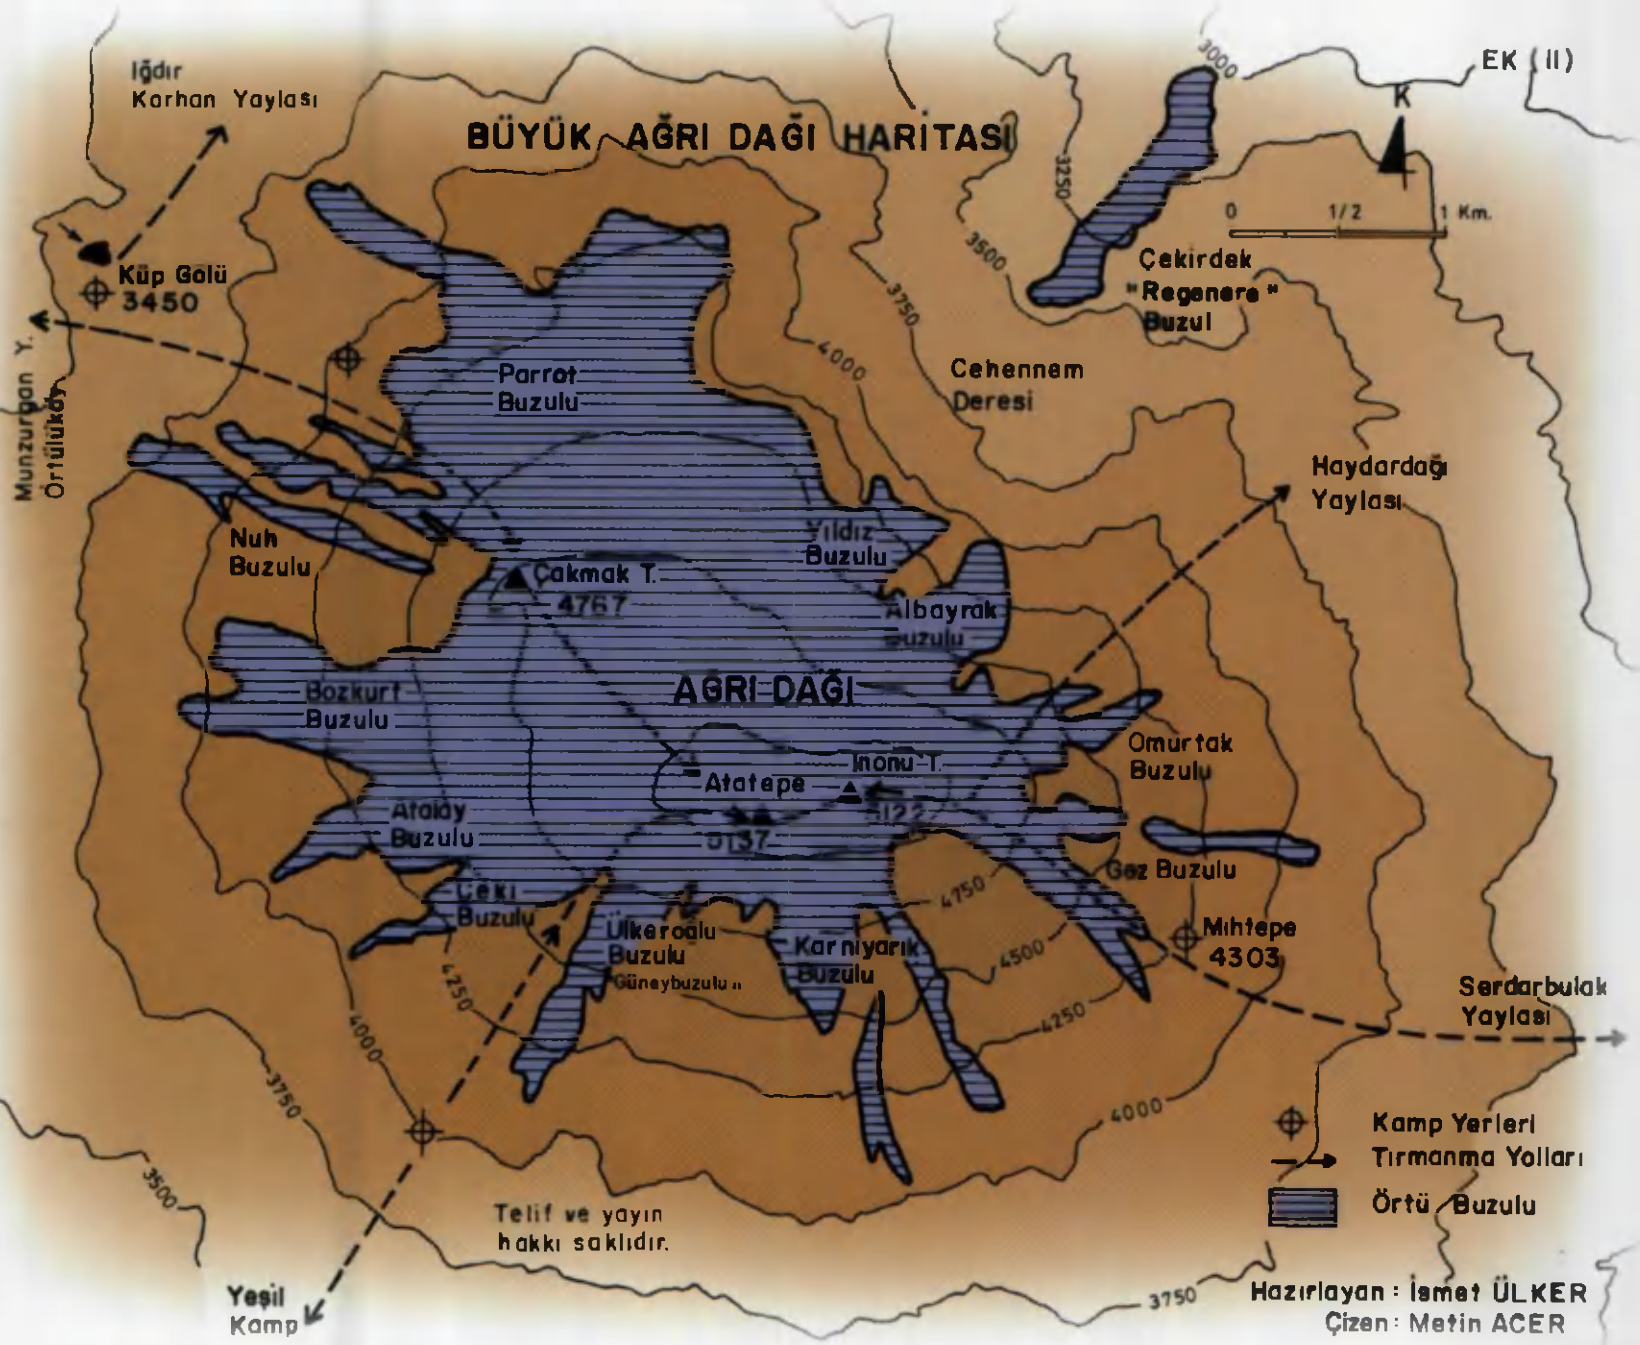 EK (II)
Iğdır
Korhan Yaylası
BÜYÜK AĞRI DAĞI HARİTASI
K
0 1/2 1 Km.
3000
3250
3500
3750
4000
Küp Gölü
3450
Çekirdek
"Regenere"
Buzul
Munzurgan Y.
Örtülüköy
Parrot
Buzulu
Cehennem
Deresi
Haydardağı
Yaylası
Nuh
Buzulu
Yıldız
Buzulu
Çakmak T.
4767
Albayrak
Buzulu
AĞRI DAĞI
Bozkurt
Buzulu
Omurtak
Buzulu
İnönü T.
Atatepe
5122
5137
Atalay
Buzulu
Gez Buzulu
Çeki
Buzulu
4750
Ülkeroğlu
Buzulu
Güneybuzulu
Karnıyarık
Buzulu
4500
Mıhtepe
4303
4250
4250
Serdarbulak
Yaylası
4000
3750
4000
Kamp Yerleri
Tırmanma Yolları
Örtü Buzulu
3500
Telif ve yayın
hakkı saklıdır.
Yeşil
Kamp
3750
Hazırlayan : İsmet ÜLKER
Çizen : Metin ACER